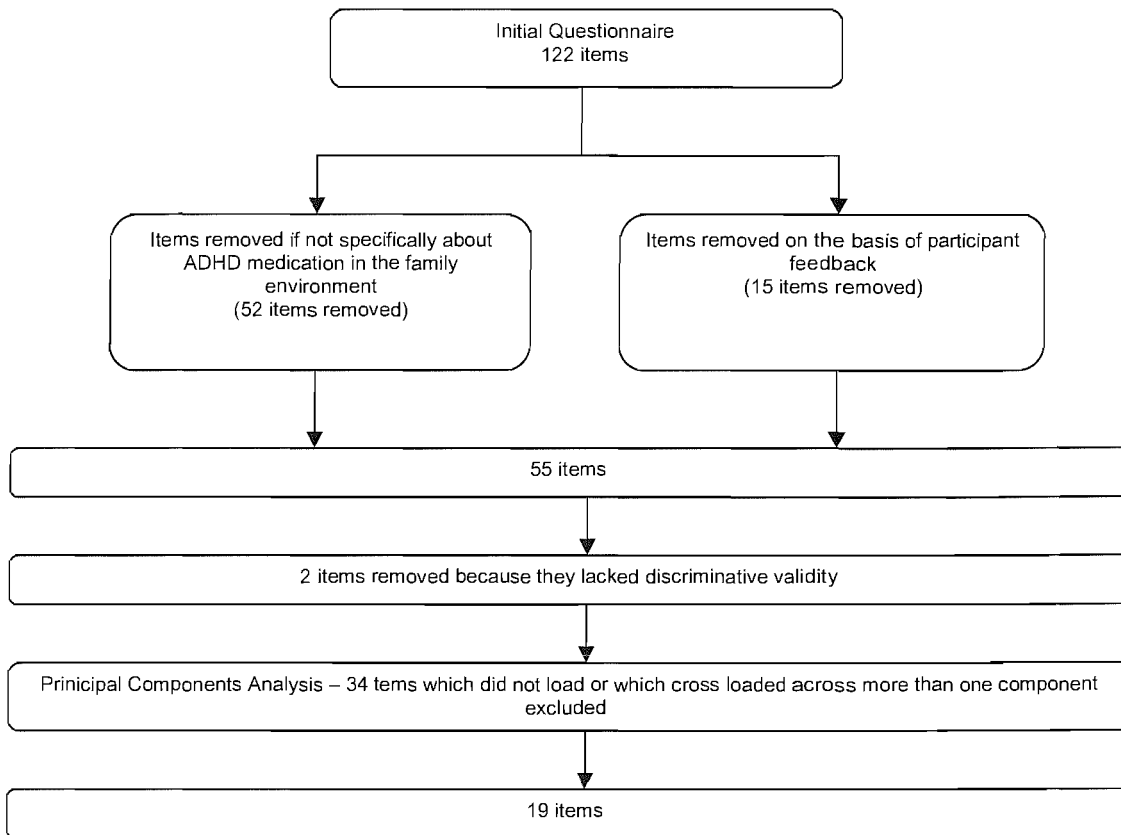 Initial Questionnaire
122 items
Items removed if not specifically about
ADHD medication in the family
environment
(52 items removed)
Items removed on the basis of participant
feedback
(15 items removed)
55 items
2 items removed because they lacked discriminative validity
Prinicipal Components Analysis – 34 tems which did not load or which cross loaded across more than one component
excluded
19 items